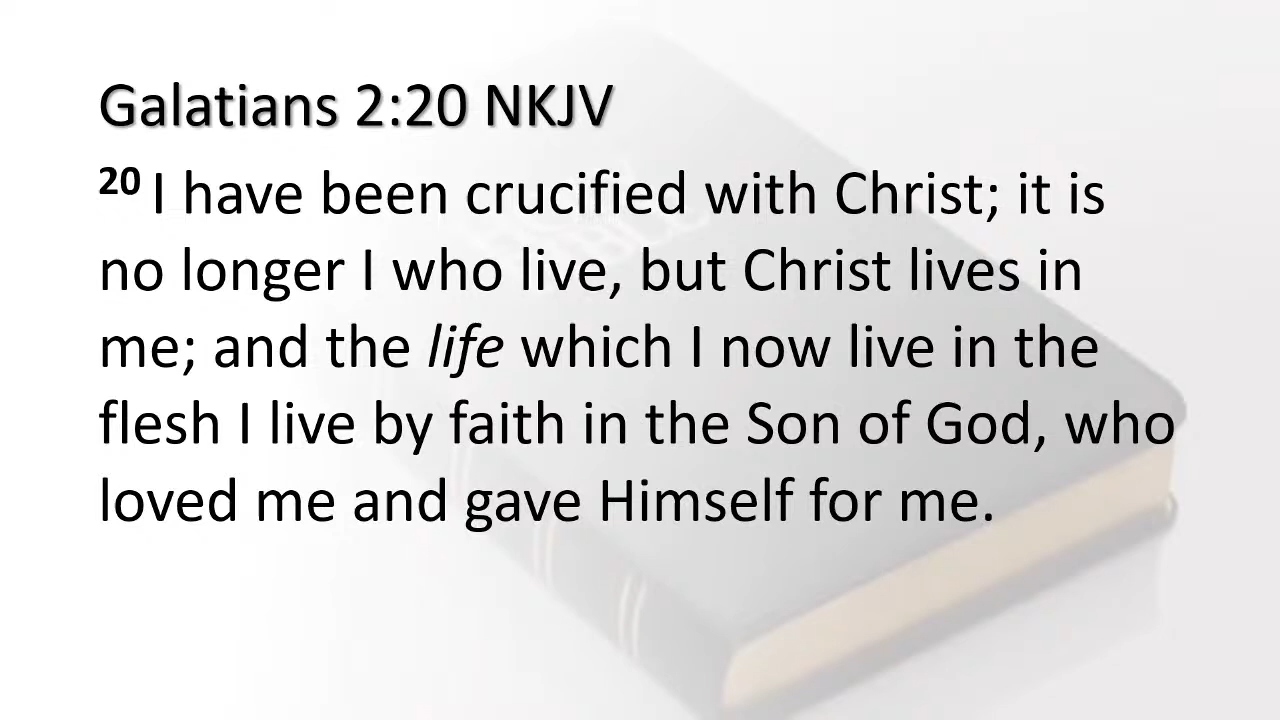 Galatians 2:20 NKJV
20 I have been crucified with Christ; it is
no longer I who live, but Christ lives in
me; and the life which I now live in the
flesh I live by faith in the Son of God, who
loved me and gave Himself for me.